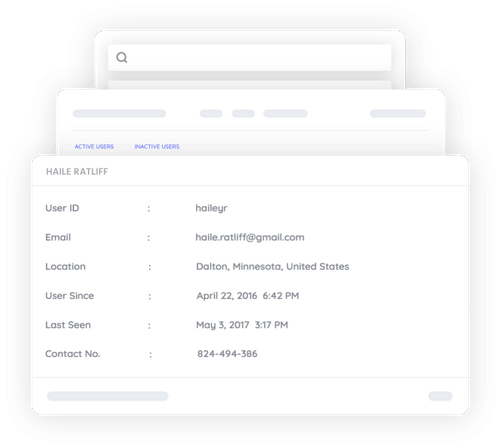 ACTIVE USERS INACTIVE USERS
HAILE RATLIFF
User ID : haileyr
Email : haile.ratliff@gmail.com
Location : Dalton, Minnesota, United States
User Since : April 22, 2016 6:42 PM
Last Seen : May 3, 2017 3:17 PM
Contact No. : 824-494-386